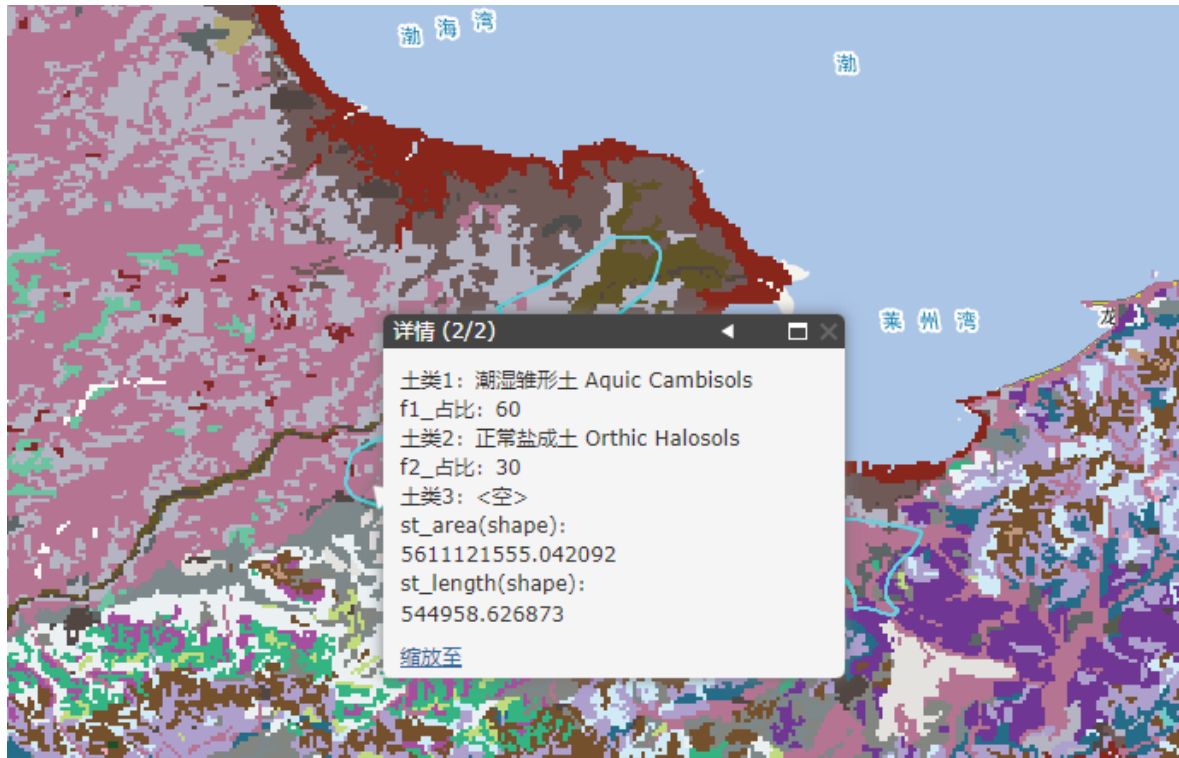 渤海湾
渤
莱州湾
龙
详情 (2/2)
土类1: 潮湿雏形土 Aquic Cambisols
f1_占比: 60
土类2: 正常盐成土 Orthic Halosols
f2_占比: 30
土类3: <空>
st_area(shape):
5611121555.042092
st_length(shape):
544958.626873
缩放至